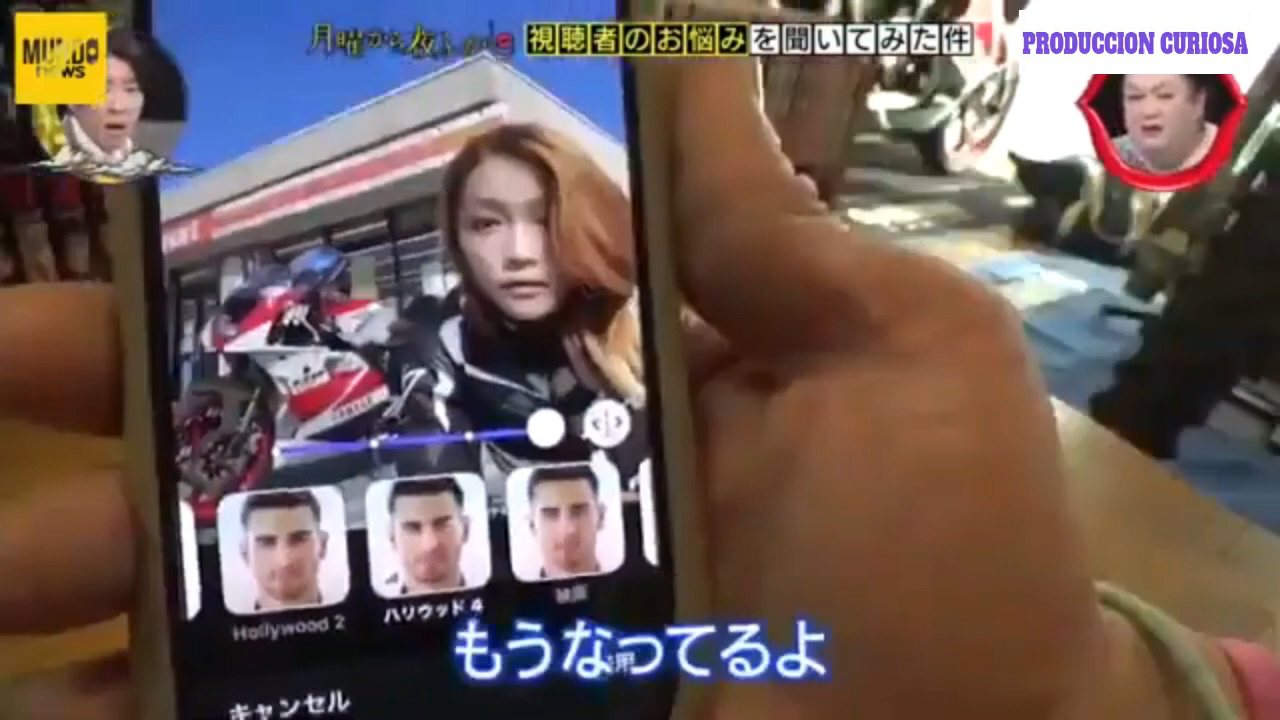 MUNDO
NEWS
月曜から夜ふかし
視聴者のお悩みを聞いてみた件
PRODUCCION CURIOSA
Hollywood 2
ハリウッド 4
もうなってるよ
キャンセル